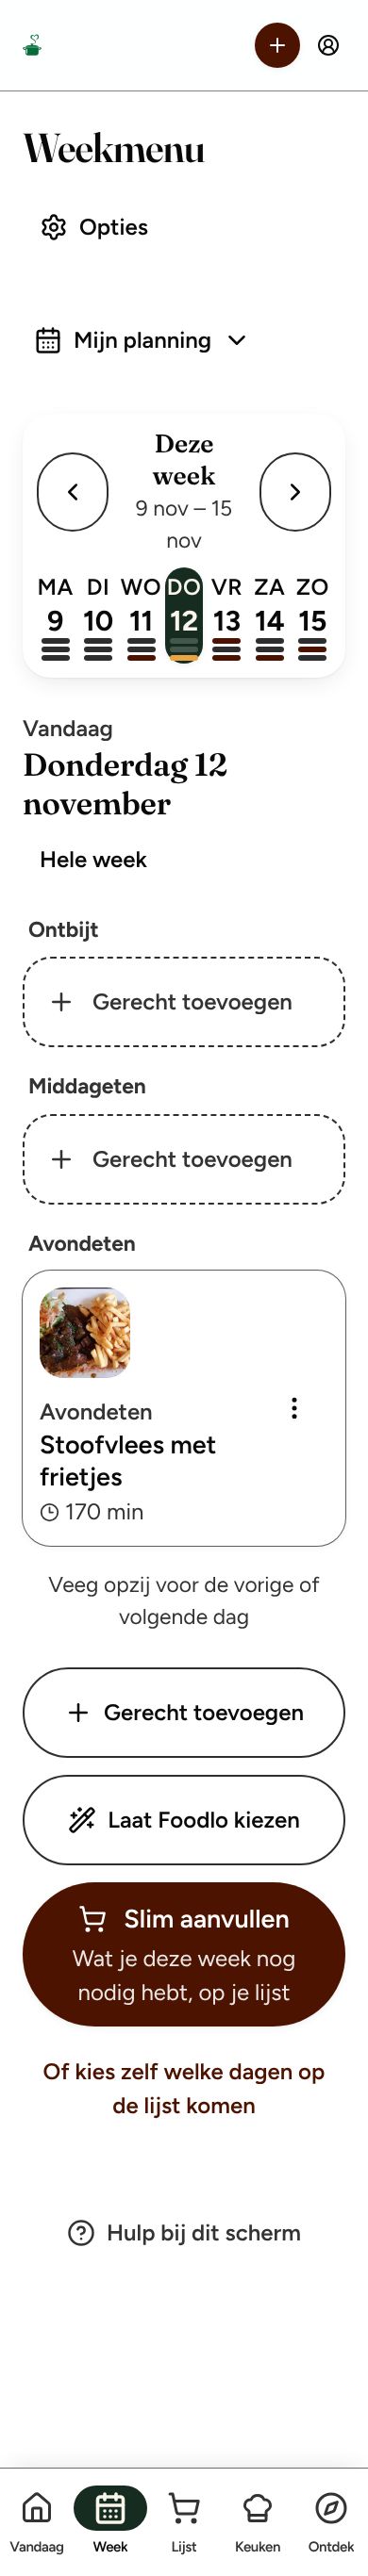 Weekmenu
Opties
Mijn planning
Deze
week
9 nov – 15
nov
MA DI WO DO VR ZA ZO
9 10 11 12 13 14 15
Vandaag
Donderdag 12
november
Hele week
Ontbijt
Gerecht toevoegen
Middageten
Gerecht toevoegen
Avondeten
Avondeten
Stoofvlees met
frietjes
170 min
Veeg opzij voor de vorige of
volgende dag
Gerecht toevoegen
Laat Foodlo kiezen
Slim aanvullen
Wat je deze week nog
nodig hebt, op je lijst
Of kies zelf welke dagen op
de lijst komen
Hulp bij dit scherm
Vandaag Week Lijst Keuken Ontdek